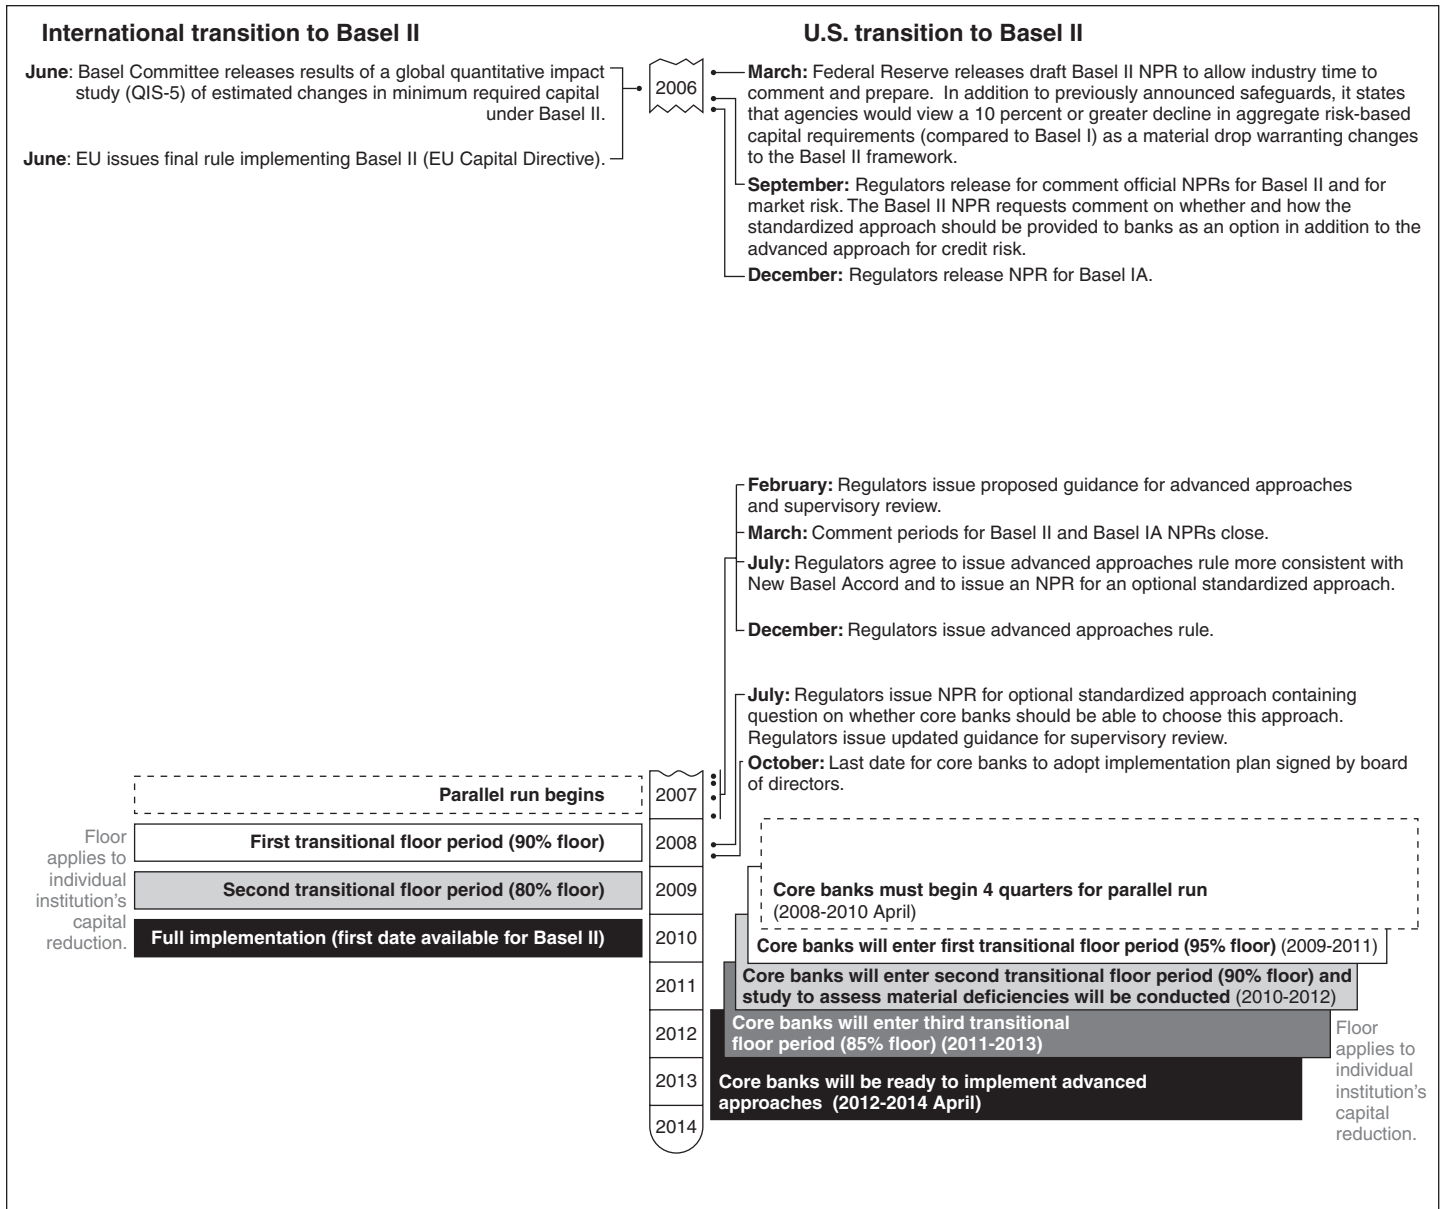 International transition to Basel II
June: Basel Committee releases results of a global quantitative impact
study (QIS-5) of estimated changes in minimum required capital
under Basel II.
June: EU issues final rule implementing Basel II (EU Capital Directive).
U.S. transition to Basel II
2006
March: Federal Reserve releases draft Basel II NPR to allow industry time to
comment and prepare. In addition to previously announced safeguards, it states
that agencies would view a 10 percent or greater decline in aggregate risk-based
capital requirements (compared to Basel I) as a material drop warranting changes
to the Basel II framework.
September: Regulators release for comment official NPRs for Basel II and for
market risk. The Basel II NPR requests comment on whether and how the
standardized approach should be provided to banks as an option in addition to the
advanced approach for credit risk.
December: Regulators release NPR for Basel IA.
February: Regulators issue proposed guidance for advanced approaches
and supervisory review.
March: Comment periods for Basel II and Basel IA NPRs close.
July: Regulators agree to issue advanced approaches rule more consistent with
New Basel Accord and to issue an NPR for an optional standardized approach.
December: Regulators issue advanced approaches rule.
July: Regulators issue NPR for optional standardized approach containing
question on whether core banks should be able to choose this approach.
Regulators issue updated guidance for supervisory review.
October: Last date for core banks to adopt implementation plan signed by board
of directors.
Parallel run begins
2007
Floor
applies to
individual
institution's
capital
reduction.
First transitional floor period (90% floor)
2008
Second transitional floor period (80% floor)
2009
Full implementation (first date available for Basel II)
2010
2011
2012
2013
2014
Core banks must begin 4 quarters for parallel run
(2008-2010 April)
Core banks will enter first transitional floor period (95% floor) (2009-2011)
Core banks will enter second transitional floor period (90% floor) and
study to assess material deficiencies will be conducted (2010-2012)
Core banks will enter third transitional
floor period (85% floor) (2011-2013)
Core banks will be ready to implement advanced
approaches (2012-2014 April)
Floor
applies to
individual
institution's
capital
reduction.